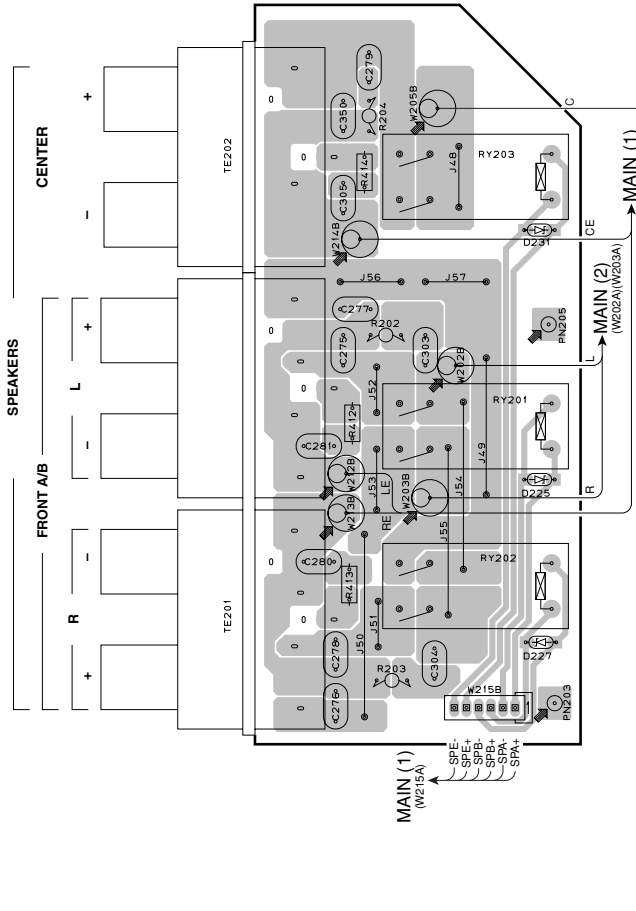 SPEAKERS
FRONT A/B
CENTER
R
L
+
−
−
+
−
+
−
+
TE201
TE202
C276
C278
C280
C281
C275
C277
C305
C350
C279
R413
R412
R414
R204
W213B
W212B
W214B
W205B
J50
J51
J53
J52
J56
J57
J48
RE
LE
R203
R202
C304
C303
W203B
W202B
J55
J54
J49
RY202
RY201
RY203
W215B
1
D227
D225
D231
PN203
PN205
MAIN (1)
(W215A)
SPE-
SPE+
SPB-
SPB+
SPA-
SPA+
R
L
CE
C
MAIN (2)
(W202A)(W203A)
MAIN (1)